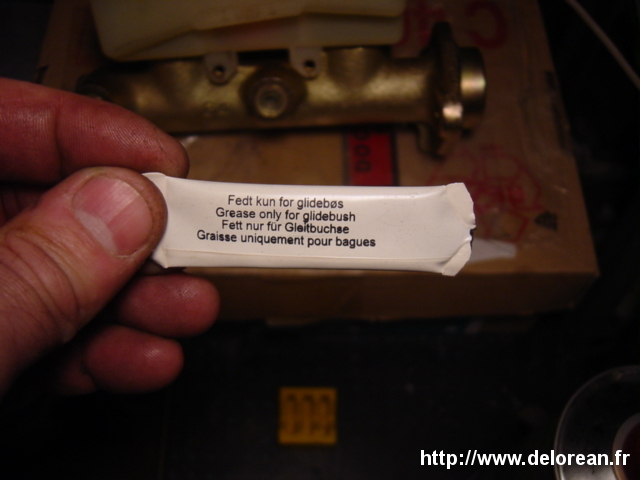 Fedt kun for glidebøs
Grease only for glidebush
Fett nur für Gleitbuchse
Graisse uniquement pour bagues
http://www.delorean.fr